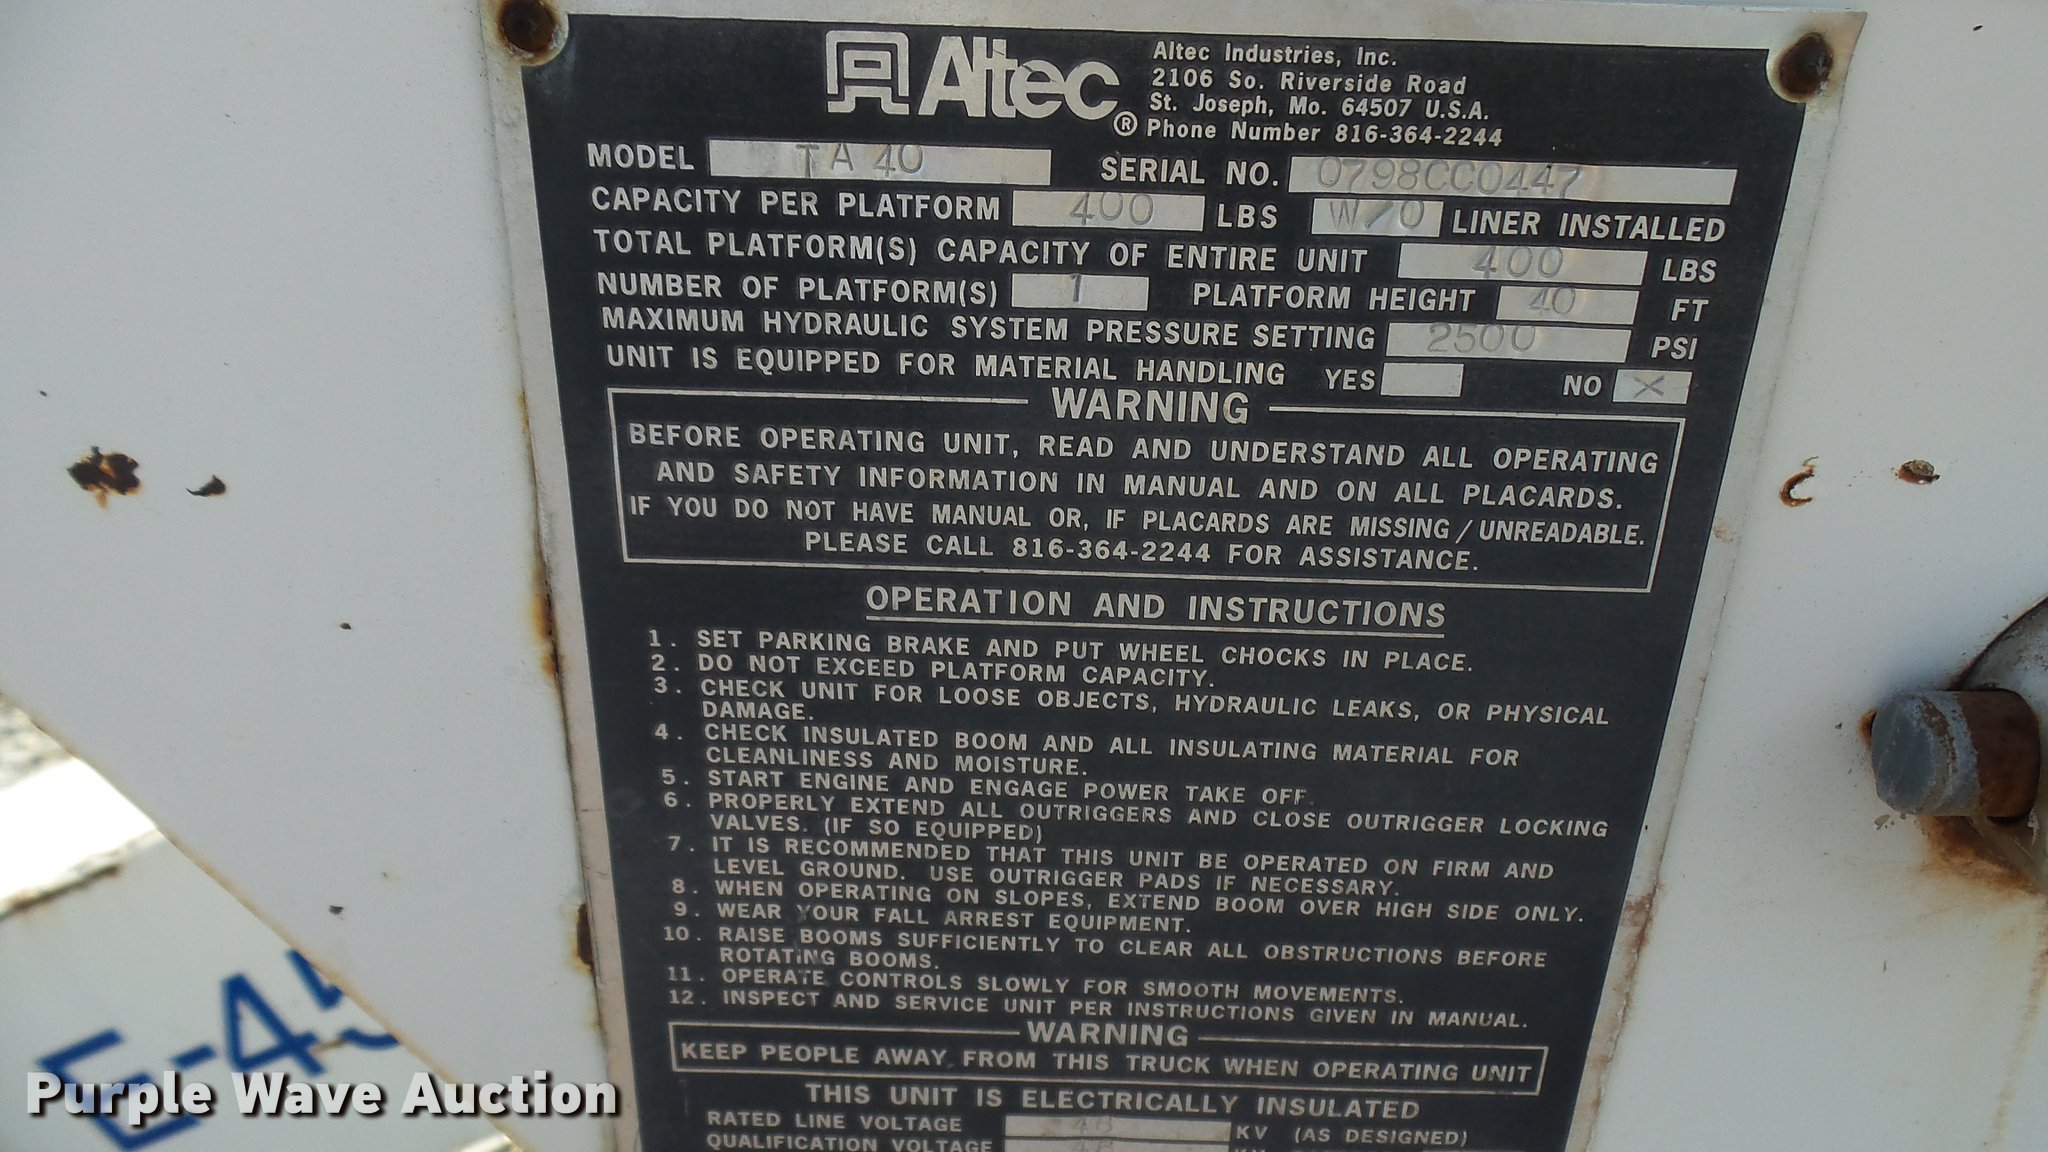 Altec®
Altec Industries, Inc.
2106 So. Riverside Road
St. Joseph, Mo. 64507 U.S.A.
Phone Number 816-364-2244
MODEL TA 40 SERIAL NO. 0798CC0447
CAPACITY PER PLATFORM 400 LBS W/O LINER INSTALLED
TOTAL PLATFORM(S) CAPACITY OF ENTIRE UNIT 400 LBS
NUMBER OF PLATFORM(S) 1 PLATFORM HEIGHT 40 FT
MAXIMUM HYDRAULIC SYSTEM PRESSURE SETTING 2500 PSI
UNIT IS EQUIPPED FOR MATERIAL HANDLING YES NO X
WARNING
BEFORE OPERATING UNIT, READ AND UNDERSTAND ALL OPERATING
AND SAFETY INFORMATION IN MANUAL AND ON ALL PLACARDS.
IF YOU DO NOT HAVE MANUAL OR, IF PLACARDS ARE MISSING/UNREADABLE.
PLEASE CALL 816-364-2244 FOR ASSISTANCE.
OPERATION AND INSTRUCTIONS
1. SET PARKING BRAKE AND PUT WHEEL CHOCKS IN PLACE.
2. DO NOT EXCEED PLATFORM CAPACITY.
3. CHECK UNIT FOR LOOSE OBJECTS, HYDRAULIC LEAKS, OR PHYSICAL
DAMAGE.
4. CHECK INSULATED BOOM AND ALL INSULATING MATERIAL FOR
CLEANLINESS AND MOISTURE.
5. START ENGINE AND ENGAGE POWER TAKE OFF.
6. PROPERLY EXTEND ALL OUTRIGGERS AND CLOSE OUTRIGGER LOCKING
VALVES. (IF SO EQUIPPED)
7. IT IS RECOMMENDED THAT THIS UNIT BE OPERATED ON FIRM AND
LEVEL GROUND. USE OUTRIGGER PADS IF NECESSARY.
8. WHEN OPERATING ON SLOPES, EXTEND BOOM OVER HIGH SIDE ONLY.
9. WEAR YOUR FALL ARREST EQUIPMENT.
10. RAISE BOOMS SUFFICIENTLY TO CLEAR ALL OBSTRUCTIONS BEFORE
ROTATING BOOMS.
11. OPERATE CONTROLS SLOWLY FOR SMOOTH MOVEMENTS.
12. INSPECT AND SERVICE UNIT PER INSTRUCTIONS GIVEN IN MANUAL.
WARNING
KEEP PEOPLE AWAY FROM THIS TRUCK WHEN OPERATING UNIT
THIS UNIT IS ELECTRICALLY INSULATED
RATED LINE VOLTAGE 46 KV (AS DESIGNED)
QUALIFICATION VOLTAGE 46 KV
E-45
Purple Wave Auction